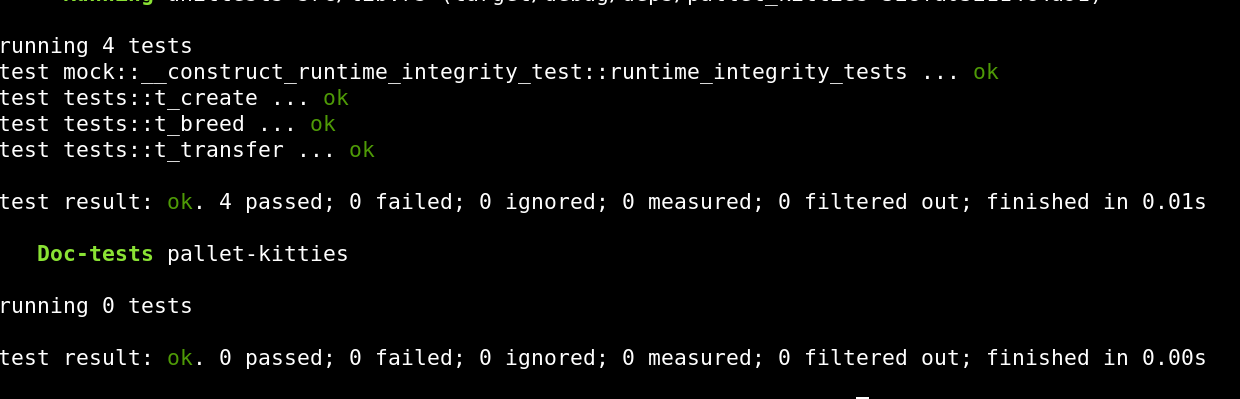 running 4 tests
test mock::__construct_runtime_integrity_test::runtime_integrity_tests ... ok
test tests::t_create ... ok
test tests::t_breed ... ok
test tests::t_transfer ... ok
test result: ok. 4 passed; 0 failed; 0 ignored; 0 measured; 0 filtered out; finished in 0.01s
Doc-tests pallet-kitties
running 0 tests
test result: ok. 0 passed; 0 failed; 0 ignored; 0 measured; 0 filtered out; finished in 0.00s